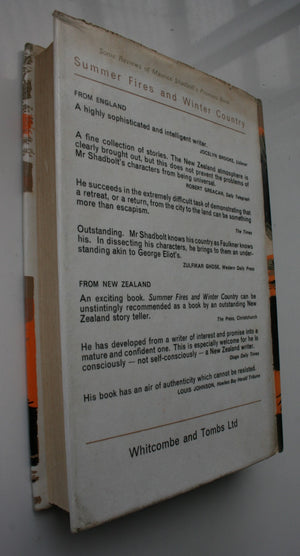 Some Reviews of Maurice Shadbolt's Previous Book
Summer Fires and Winter Country
FROM ENGLAND
A highly sophisticated and intelligent writer.
JOCELYN BROOKE, Listener
A fine collection of stories. The New Zealand atmosphere is
clearly brought out, but this does not prevent the problems of
Mr Shadbolt's characters from being universal.
ROBERT GREACAN, Daily Telegraph
He succeeds in the extremely difficult task of demonstrating that
a retreat, or a return, from the city to the land can be something
more than escapism.
The Times
Outstanding. Mr Shadbolt knows his country as Faulkner knows
his. In dissecting his characters, he brings to them an under-
standing akin to George Eliot's.
ZULFIKAR GHOSE, Western Daily Press
FROM NEW ZEALAND
An exciting book. Summer Fires and Winter Country can be
unstintingly recommended as a book by an outstanding New
Zealand story teller.
The Press, Christchurch
He has developed from a writer of interest and promise into a
mature and confident one. This is especially welcome for he is
consciously — not self-consciously — a New Zealand writer.
Otago Daily Times
His book has an air of authenticity which cannot be resisted.
LOUIS JOHNSON, Hawkes Bay Herald Tribune
Whitcombe and Tombs Ltd